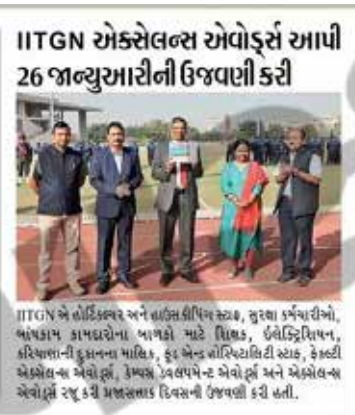 IITGN એક્સેલન્સ એવોર્ડ્સ આપી
26 જાન્યુઆરીની ઉજવણી કરી
IITGN એ હોર્ટિકલ્ચર અને હાઉસકીપિંગ સ્ટાફ, સુરક્ષા કર્મચારીઓ,
બાંધકામ કામદારોના બાળકો માટે શિક્ષક, ઇલેક્ટ્રિશિયન,
કરિયાણાની દુકાનના માલિક, ફૂડ એન્ડ હોસ્પિટાલિટી સ્ટાફ, ફેકલ્ટી
એક્સેલન્સ એવોર્ડ્સ, કેમ્પસ ડેવલપમેન્ટ એવોર્ડ્સ અને એક્સેલન્સ
એવોર્ડ્સ રજૂ કરી પ્રજાસત્તાક દિવસની ઉજવણી કરી હતી.